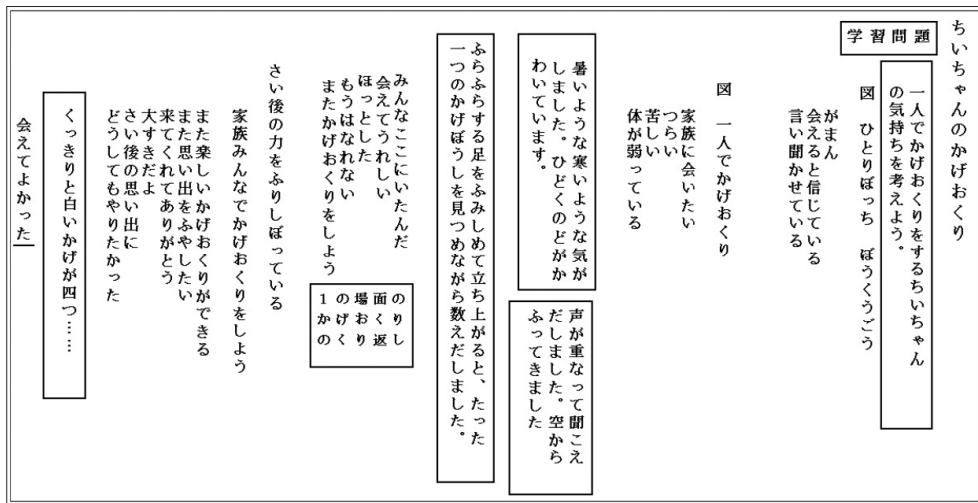 ちいちゃんのかげおくり
学習問題
一人でかげおくりをするちいちゃん
の気持ちを考えよう。
図　ひとりぼっち　ぼうくうごう
がまん
会えると信じている
言い聞かせている
図　一人でかげおくり
家族に会いたい
つらい
苦しい
体が弱っている
暑いような寒いような気が
しました。ひどくのどがか
わいています。
声が重なって聞こえ
だしました。空から
ふってきました
ふらふらする足をふみしめて立ち上がると、たった
一つのかげぼうしを見つめながら数えだしました。
みんなここにいたんだ
会えてうれしい
ほっとした
もうはなれない
またかげおくりをしよう
1の場面の
かげおくり
のくり返し
さい後の力をふりしぼっている
家族みんなでかげおくりをしよう
また楽しいかげおくりができる
また思い出をふやしたい
来てくれてありがとう
大すきだよ
さい後の思い出に
どうしてもやりたかった
くっきりと白いかげが四つ……
会えてよかった